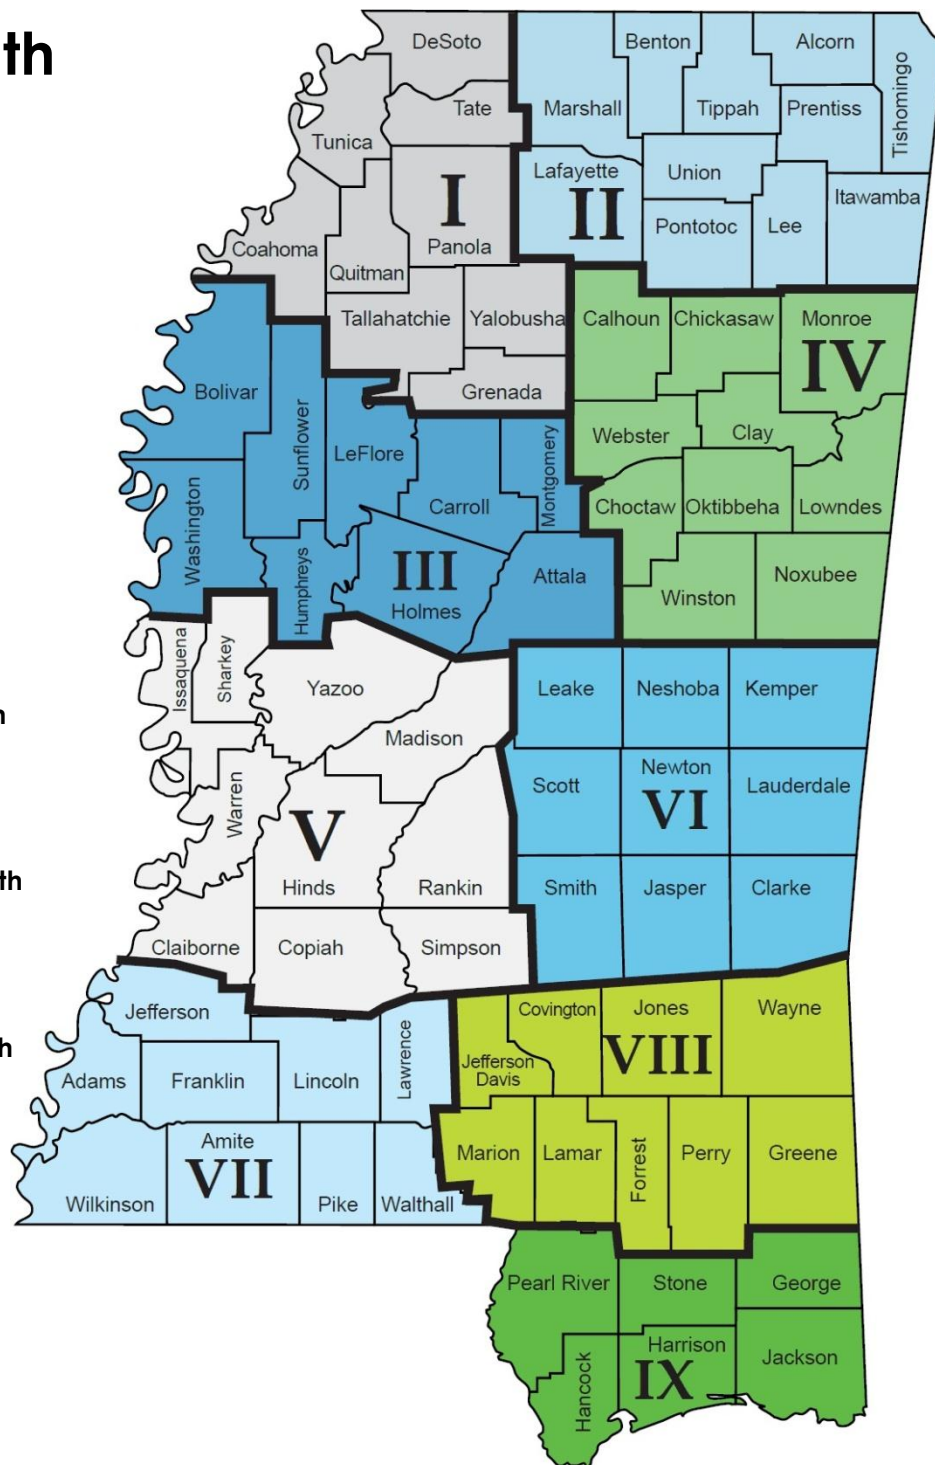 th
DeSoto
Benton
Alcorn
Marshall
Tate
Tippah
Prentiss
Tishomingo
Tunica
Lafayette
Union
Itawamba
I
II
Panola
Pontotoc
Lee
Coahoma
Quitman
Tallahatchie
Yalobusha
Calhoun
Chickasaw
Monroe
IV
Bolivar
Grenada
Sunflower
LeFlore
Webster
Clay
Montgomery
Carroll
Choctaw
Oktibbeha
Lowndes
Washington
Humphreys
III
Holmes
Attala
Winston
Noxubee
Issaquena
Sharkey
Yazoo
Leake
Neshoba
Kemper
n
Madison
Newton
Scott
VI
Lauderdale
Warren
V
Hinds
Rankin
Smith
Jasper
Clarke
th
Claiborne
Copiah
Simpson
Jefferson
Covington
Jones
Wayne
VIII
h
Adams
Franklin
Lincoln
Lawrence
Jefferson
Davis
Amite
VII
Marion
Lamar
Forrest
Perry
Greene
Wilkinson
Pike
Walthall
Pearl River
Stone
George
Harrison
IX
Hancock
Jackson